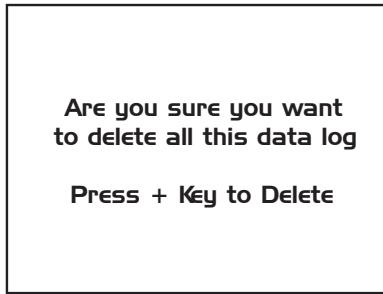 Are you sure you want
to delete all this data log
Press + Key to Delete